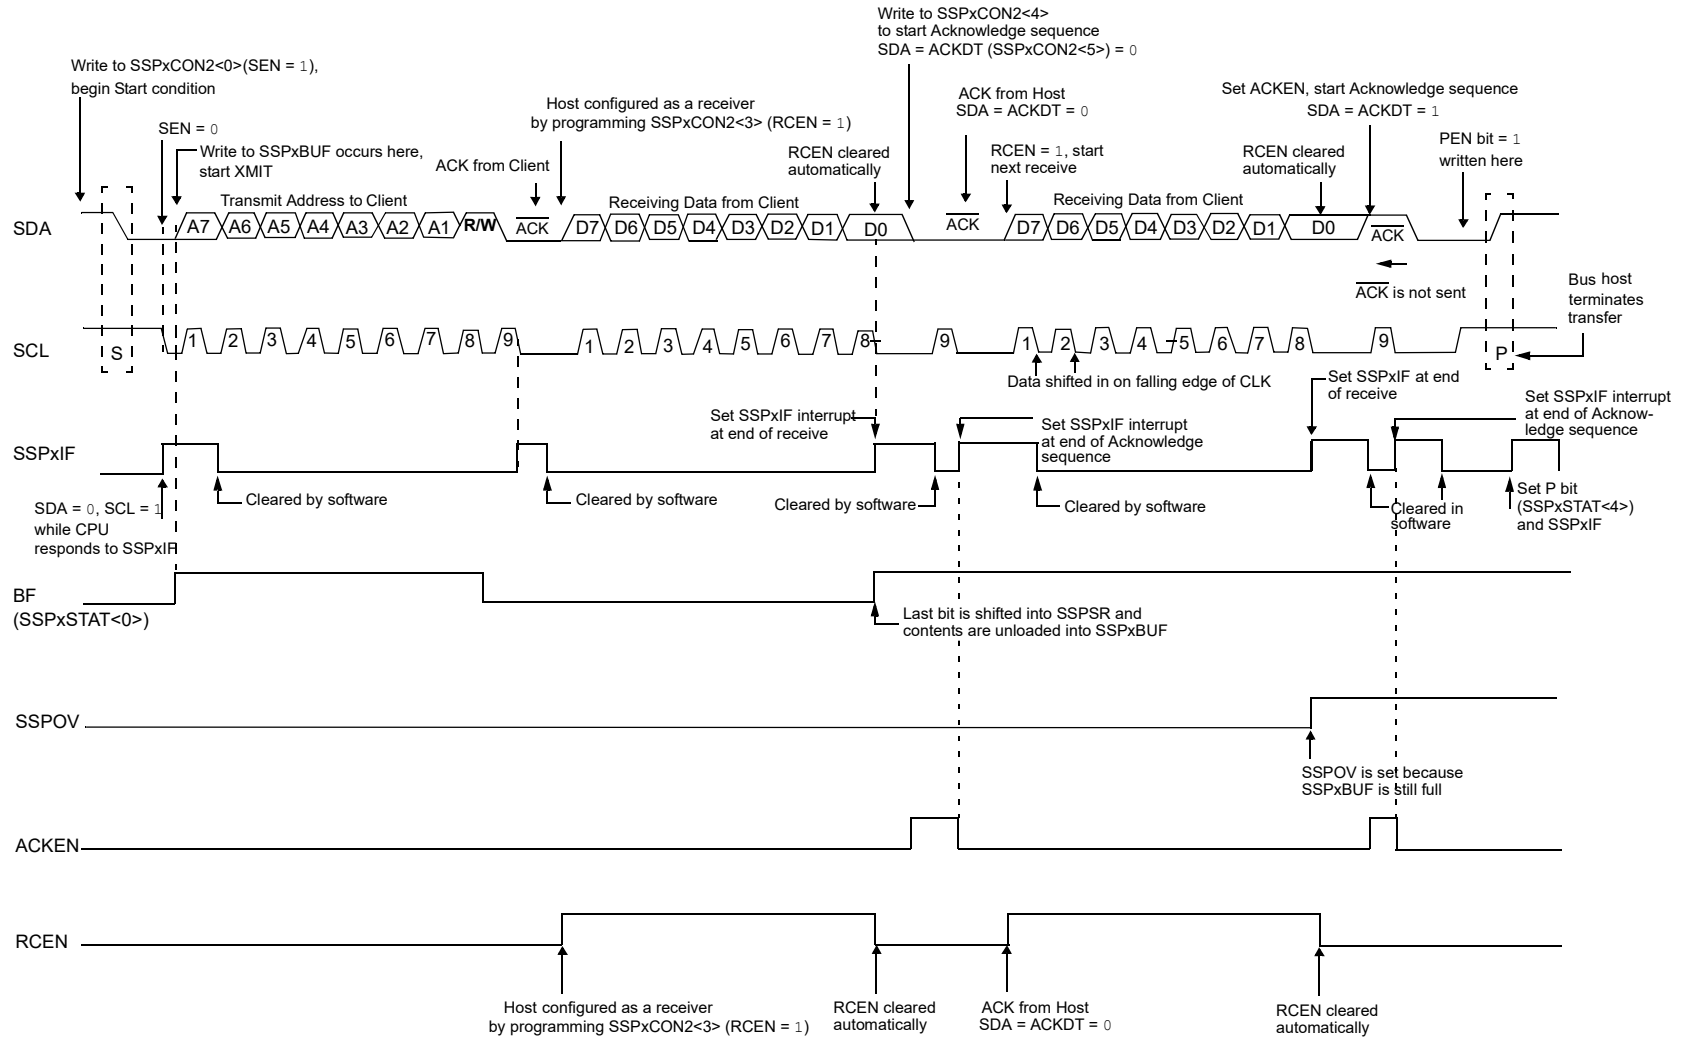 Write to SSPxCON2<4>
to start Acknowledge sequence
SDA = ACKDT (SSPxCON2<5>) = 0
Write to SSPxCON2<0>(SEN = 1),
begin Start condition
ACK from Host
SDA = ACKDT = 0
Set ACKEN, start Acknowledge sequence
SDA = ACKDT = 1
Host configured as a receiver
by programming SSPxCON2<3> (RCEN = 1)
SEN = 0
PEN bit = 1
written here
Write to SSPxBUF occurs here,
start XMIT
ACK from Client
RCEN cleared
automatically
RCEN = 1, start
next receive
RCEN cleared
automatically
Transmit Address to Client
Receiving Data from Client
Receiving Data from Client
SDA
A7 A6 A5 A4 A3 A2 A1 R/W ACK D7 D6 D5 D4 D3 D2 D1 D0 ACK D7 D6 D5 D4 D3 D2 D1 D0 ACK
ACK is not sent
Bus host
terminates
transfer
SCL
S 1 2 3 4 5 6 7 8 9 1 2 3 4 5 6 7 8 9 1 2 3 4 5 6 7 8 9 P
Data shifted in on falling edge of CLK
Set SSPxIF at end
of receive
Set SSPxIF interrupt
at end of Acknow-
ledge sequence
Set SSPxIF interrupt
at end of receive
Set SSPxIF interrupt
at end of Acknowledge
sequence
SSPxIF
Cleared by software
Cleared by software
Cleared by software
Cleared by software
Cleared in
software
Set P bit
(SSPxSTAT<4>)
and SSPxIF
SDA = 0, SCL = 1
while CPU
responds to SSPxIF
BF
(SSPxSTAT<0>)
Last bit is shifted into SSPSR and
contents are unloaded into SSPxBUF
SSPOV
SSPOV is set because
SSPxBUF is still full
ACKEN
RCEN
Host configured as a receiver
by programming SSPxCON2<3> (RCEN = 1)
RCEN cleared
automatically
ACK from Host
SDA = ACKDT = 0
RCEN cleared
automatically